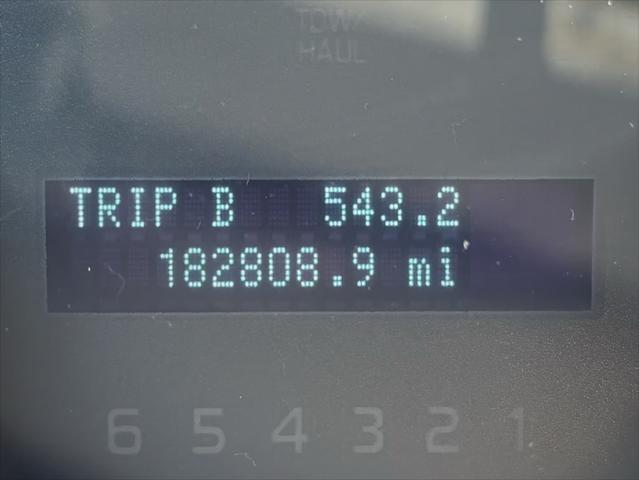 TOW/
HAUL
TRIP B 543.2
182808.9 mi
6 5 4 3 2 1